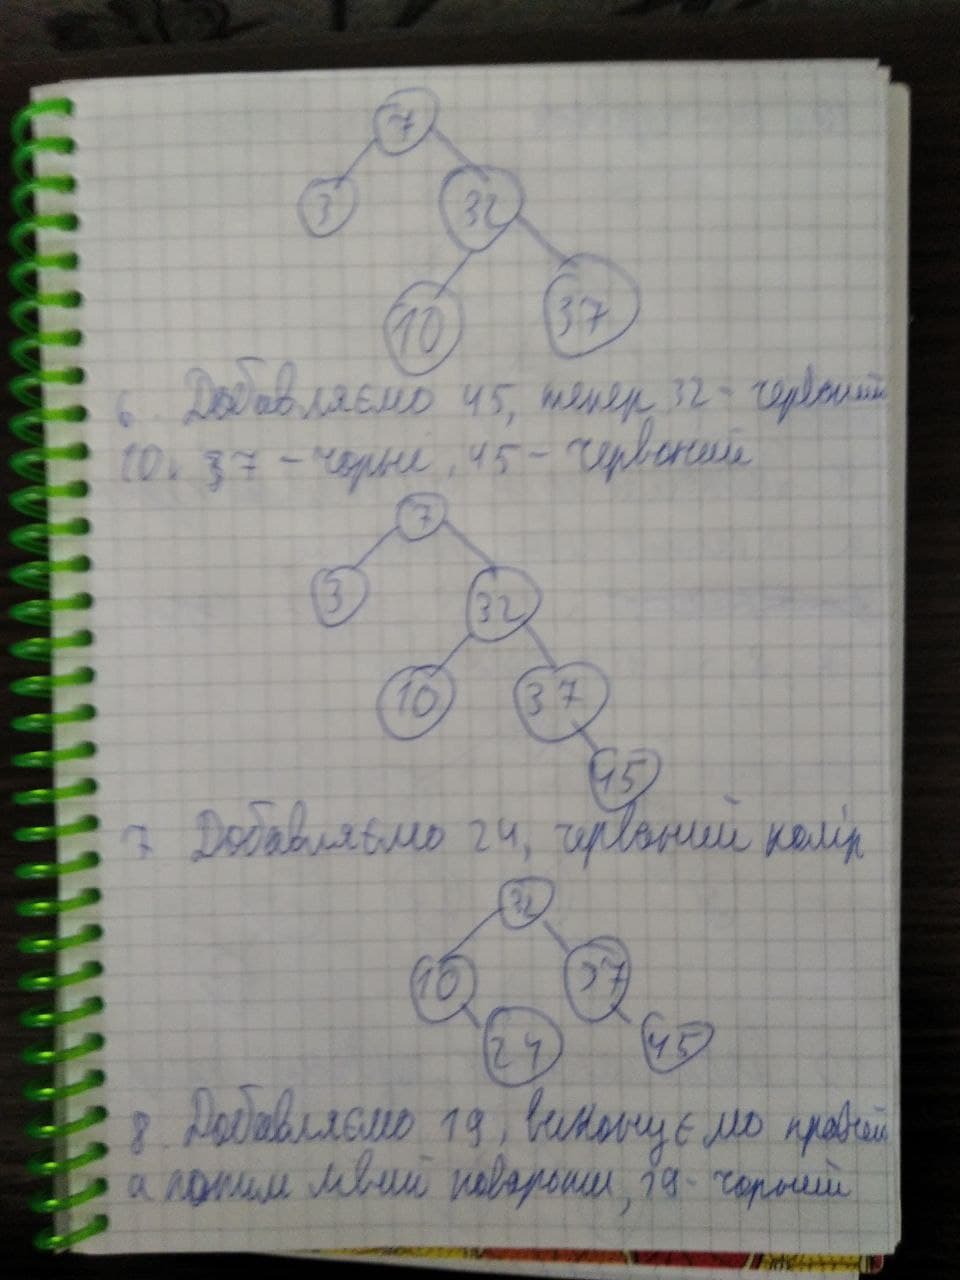 7
3 32
10 37
6. Добавляємо 45, тепер 32 - червоний
10, 37 - чорні, 45 - червоний
7
3 32
10 37
45
7 Добавляємо 24, червоний колір
32
10 37
24 45
8 Добавляємо 19, виконуємо правий
а потім лівий поворот, 19 - чорний